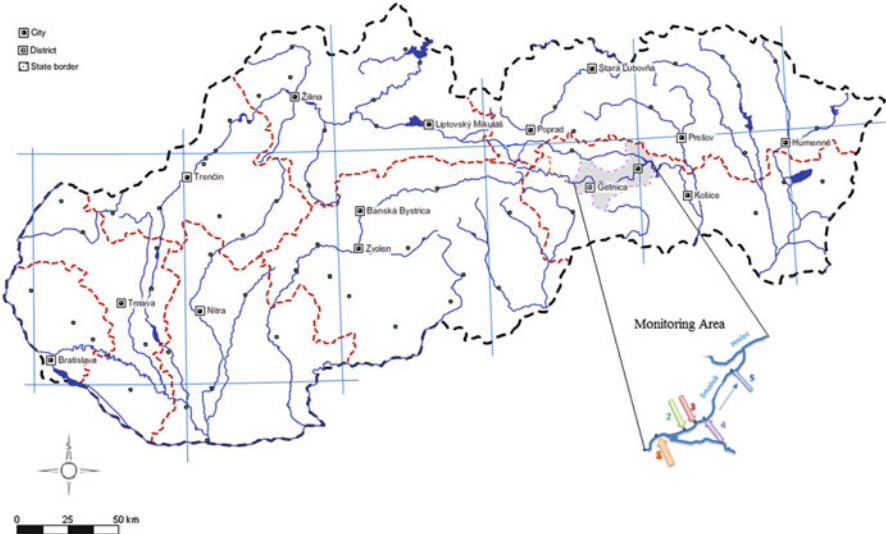 City
District
State border
Stará Ľubovňa
Žilina
Liptovský Mikuláš
Poprad
Prešov
Humenné
Trenčín
Gelnica
Košice
Banská Bystrica
Zvolen
Trnava
Nitra
Monitoring Area
Hnilec
Bratislava
Smolník
5
3
2
4
S
0 25 50 km